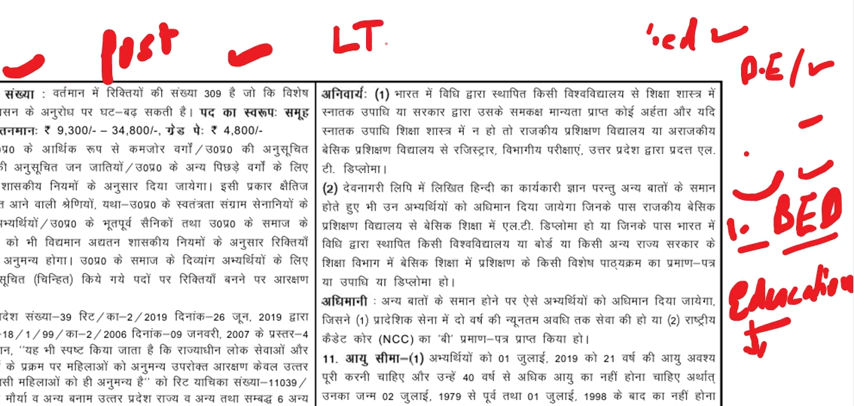 Post
LT.
ed
संख्या : वर्तमान में रिक्तियों की संख्या 309 है जो कि विशेष
सन के अनुरोध पर घट–बढ़ सकती है। पद का स्वरूपः समूह
तनमानः ₹ 9,300/- – 34,800/-, ग्रेड पेः ₹ 4,800/-
प्र0 के आर्थिक रूप से कमजोर वर्गों/उ0प्र0 की अनुसूचित
अनुसूचित जन जातियों/उ0प्र0 के अन्य पिछड़े वर्गों के लिए
शासकीय नियमों के अनुसार दिया जायेगा। इसी प्रकार क्षैतिज
त आने वाली श्रेणियों, यथा–उ0प्र0 के स्वतंत्रता संग्राम सेनानियों के
भ्यर्थियों/उ0प्र0 के भूतपूर्व सैनिकों तथा उ0प्र0 के समाज के
को भी विद्यमान अद्यतन शासकीय नियमों के अनुसार रिक्तियाँ
अनुमन्य होगा। उ0प्र0 के समाज के दिव्यांग अभ्यर्थियों के लिए
सूचित (चिन्हित) किये गये पदों पर रिक्तियाँ बनने पर आरक्षण
देश संख्या–39 रिट/का–2/2019 दिनांक–26 जून, 2019 द्वारा
-18/1/99/का–2/2006 दिनांक–09 जनवरी, 2007 के प्रस्तर–4
ान, "यह भी स्पष्ट किया जाता है कि राज्याधीन लोक सेवाओं और
के प्रक्रम पर महिलाओं को अनुमन्य उपरोक्त आरक्षण केवल उत्तर
सी महिलाओं को ही अनुमन्य है" को रिट याचिका संख्या–11039/
मौर्या व अन्य बनाम उत्तर प्रदेश राज्य व अन्य तथा सम्बद्ध 6 अन्य
अनिवार्यः (1) भारत में विधि द्वारा स्थापित किसी विश्वविद्यालय से शिक्षा शास्त्र में
स्नातक उपाधि या सरकार द्वारा उसके समकक्ष मान्यता प्राप्त कोई अर्हता और यदि
स्नातक उपाधि शिक्षा शास्त्र में न हो तो राजकीय प्रशिक्षण विद्यालय या अराजकीय
बेसिक प्रशिक्षण विद्यालय से रजिस्ट्रार, विभागीय परीक्षाएं, उत्तर प्रदेश द्वारा प्रदत्त एल.
टी. डिप्लोमा।
(2) देवनागरी लिपि में लिखित हिन्दी का कार्यकारी ज्ञान परन्तु अन्य बातों के समान
होते हुए भी उन अभ्यर्थियों को अधिमान दिया जायेगा जिनके पास राजकीय बेसिक
प्रशिक्षण विद्यालय से बेसिक शिक्षा में एल.टी. डिप्लोमा हो या जिनके पास भारत में
विधि द्वारा स्थापित किसी विश्वविद्यालय या बोर्ड या किसी अन्य राज्य सरकार के
शिक्षा विभाग में बेसिक शिक्षा में प्रशिक्षण के किसी विशेष पाठ्यक्रम का प्रमाण–पत्र
या उपाधि या डिप्लोमा हो।
अधिमानी : अन्य बातों के समान होने पर ऐसे अभ्यर्थियों को अधिमान दिया जायेगा,
जिसने (1) प्रादेशिक सेना में दो वर्ष की न्यूनतम अवधि तक सेवा की हो या (2) राष्ट्रीय
कैडेट कोर (NCC) का 'बी' प्रमाण–पत्र प्राप्त किया हो।
11. आयु सीमा–(1) अभ्यर्थियों को 01 जुलाई, 2019 को 21 वर्ष की आयु अवश्य
पूरी करनी चाहिए और उन्हें 40 वर्ष से अधिक आयु का नहीं होना चाहिए अर्थात्
उनका जन्म 02 जुलाई, 1979 से पूर्व तथा 01 जुलाई, 1998 के बाद का नहीं होना
D.E/
1. BED
Education